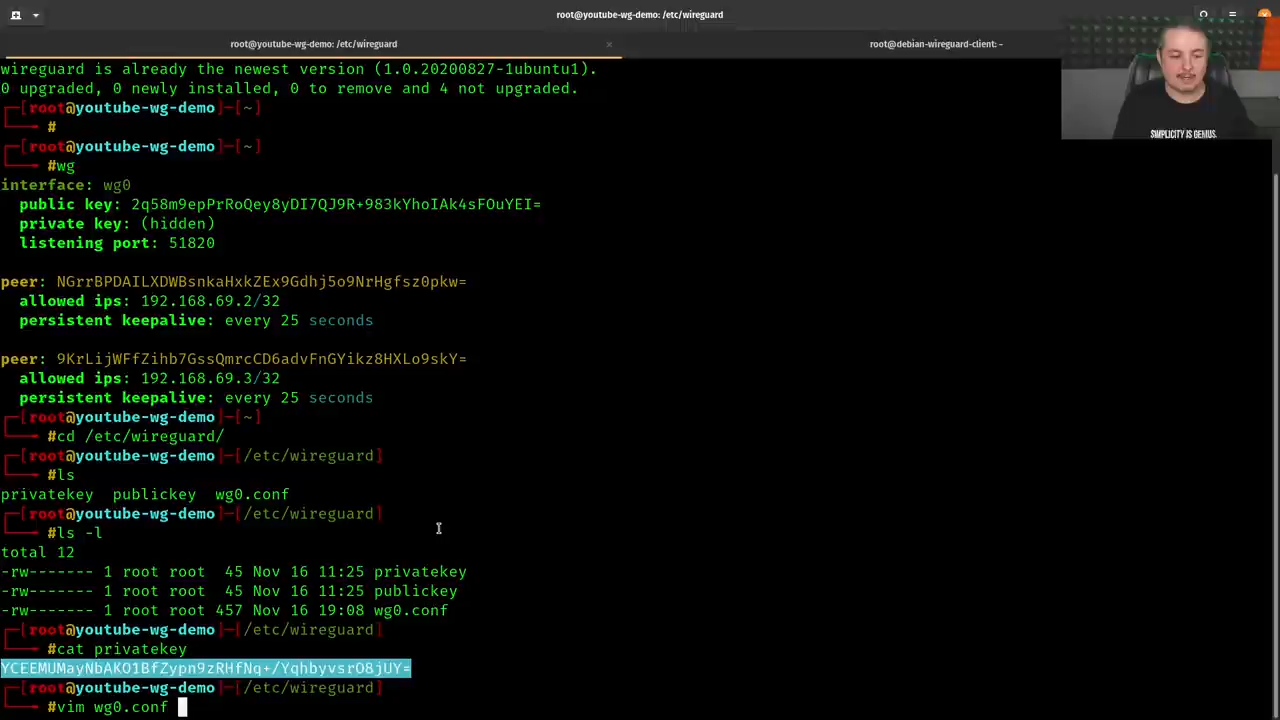 root@youtube-wg-demo: /etc/wireguard
root@youtube-wg-demo: /etc/wireguard
root@debian-wireguard-client: ~
wireguard is already the newest version (1.0.20200827-1ubuntu1).
0 upgraded, 0 newly installed, 0 to remove and 4 not upgraded.
[root@youtube-wg-demo]-[~]
#
[root@youtube-wg-demo]-[~]
#wg
interface: wg0
public key: 2q58m9epPrRoQey8yDI7QJ9R+983kYhoIAk4sFOuYEI=
private key: (hidden)
listening port: 51820
peer: NGrrBPDAILXDWBsnkaHxkZEx9Gdhj5o9NrHgfsz0pkw=
allowed ips: 192.168.69.2/32
persistent keepalive: every 25 seconds
peer: 9KrLijWFfZihb7GssQmrcCD6advFnGYikz8HXLo9skY=
allowed ips: 192.168.69.3/32
persistent keepalive: every 25 seconds
[root@youtube-wg-demo]-[~]
#cd /etc/wireguard/
[root@youtube-wg-demo]-[/etc/wireguard]
#ls
privatekey publickey wg0.conf
[root@youtube-wg-demo]-[/etc/wireguard]
#ls -l
total 12
-rw------- 1 root root 45 Nov 16 11:25 privatekey
-rw------- 1 root root 45 Nov 16 11:25 publickey
-rw------- 1 root root 457 Nov 16 19:08 wg0.conf
[root@youtube-wg-demo]-[/etc/wireguard]
#cat privatekey
YCEEMUMayNbAKO1BfZypn9zRHfNq+/YqhbyvsrO8jUY=
[root@youtube-wg-demo]-[/etc/wireguard]
#vim wg0.conf
SIMPLICITY IS GENIUS.